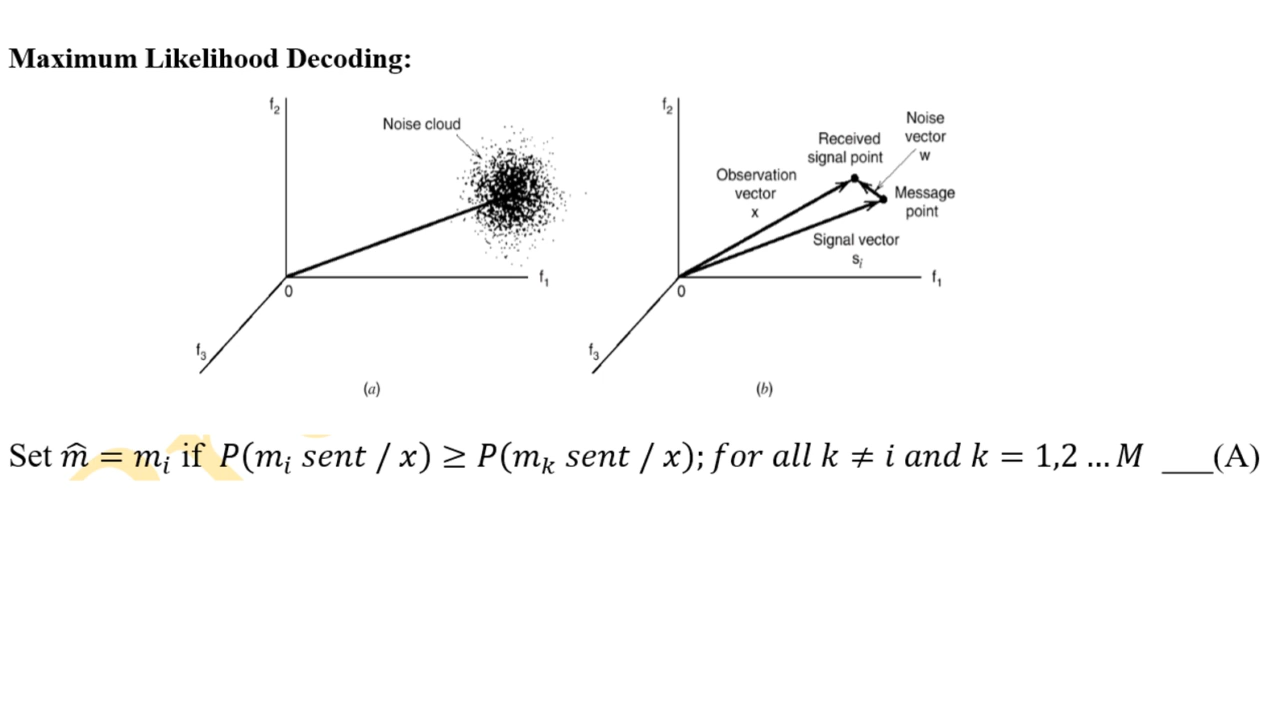 Maximum Likelihood Decoding:
f₂
Noise cloud
f₁
0
f₃
(a)
f₂
Noise
vector
w
Received
signal point
Observation
vector
x
Message
point
Signal vector
sᵢ
f₁
0
f₃
(b)
Set m̂ = mᵢ if P(mᵢ sent / x) ≥ P(mₖ sent / x); for all k ≠ i and k = 1,2 … M ___(A)